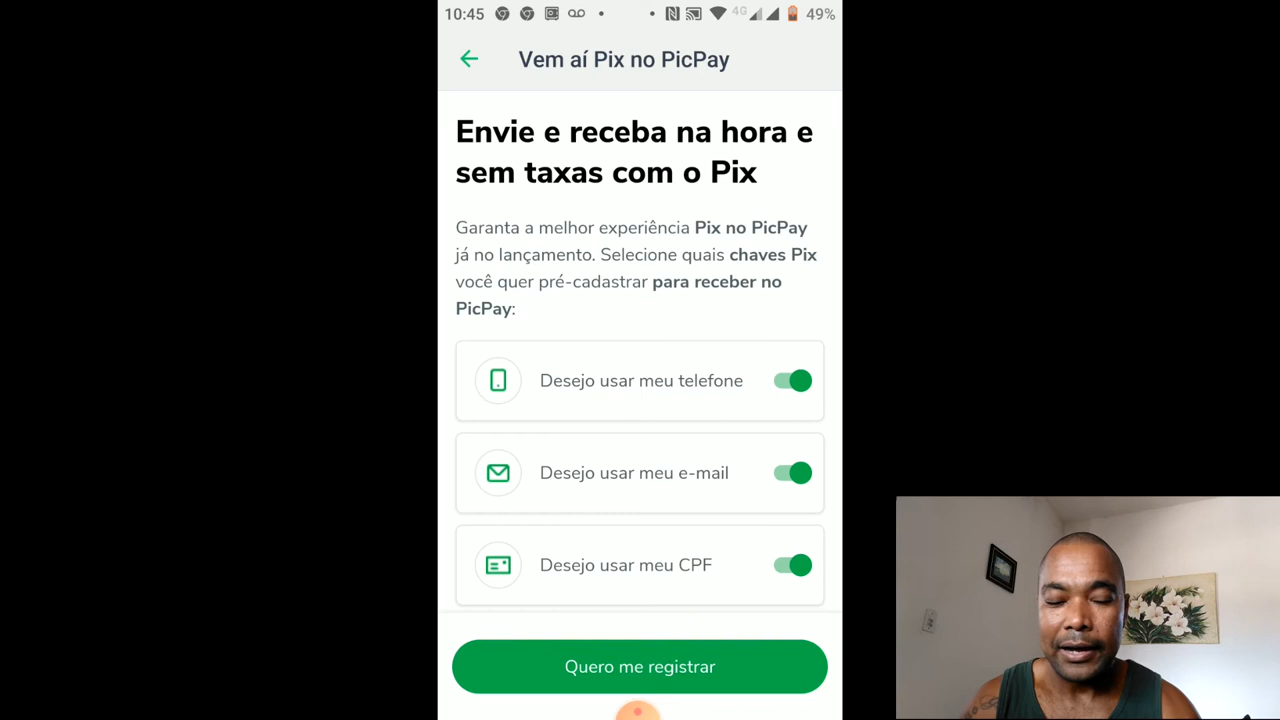 10:45 4G 49%
Vem aí Pix no PicPay
Envie e receba na hora e
sem taxas com o Pix
Garanta a melhor experiência Pix no PicPay
já no lançamento. Selecione quais chaves Pix
você quer pré-cadastrar para receber no
PicPay:
Desejo usar meu telefone
Desejo usar meu e-mail
Desejo usar meu CPF
Quero me registrar